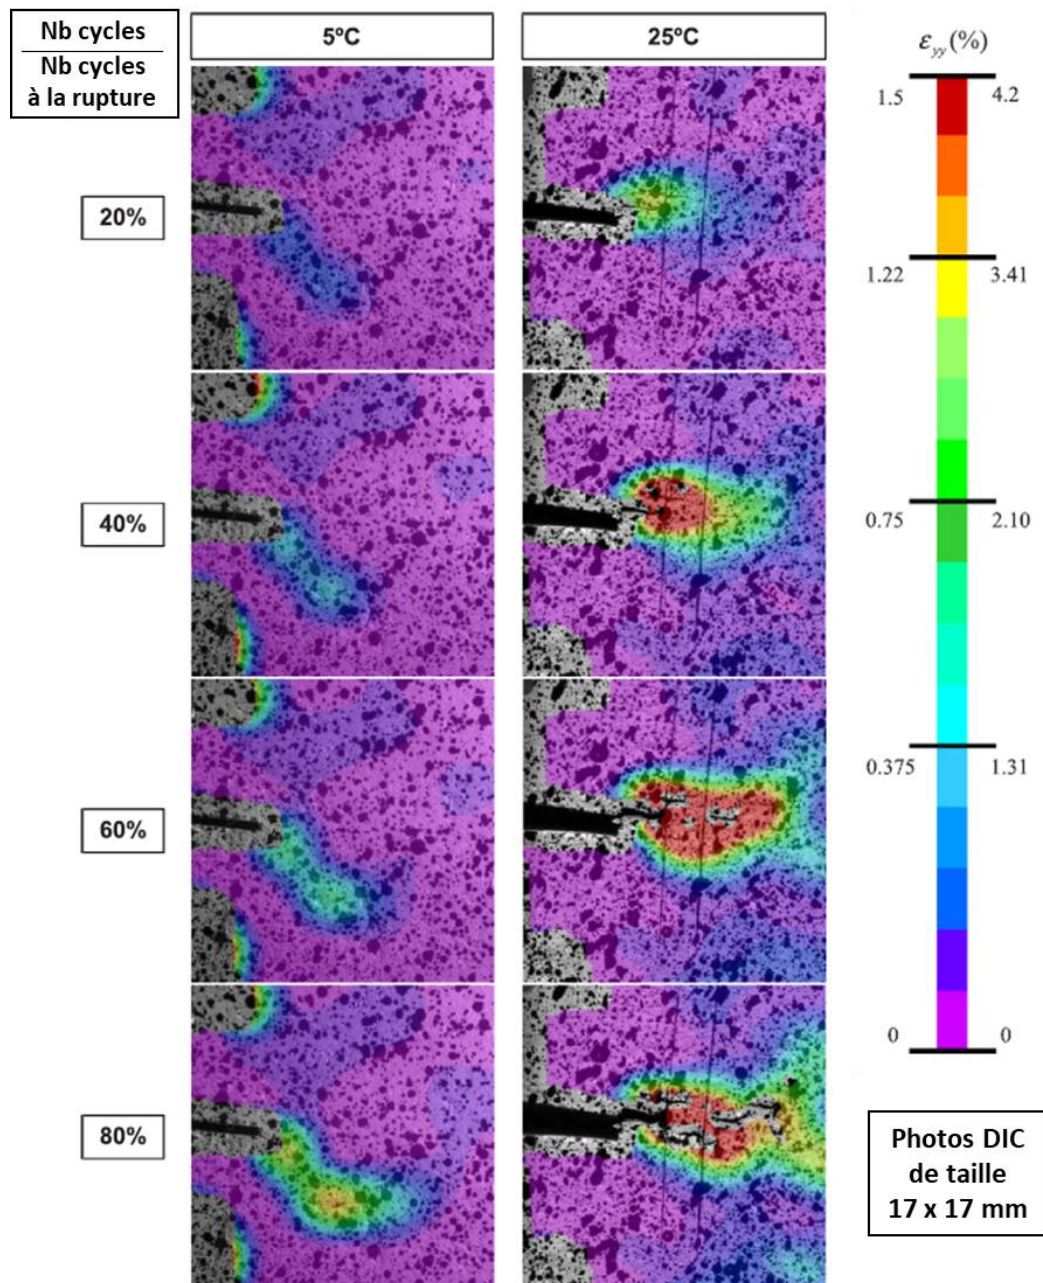 Nb cycles
Nb cycles
à la rupture
5ºC
25ºC
20%
40%
60%
80%
ε_yy (%)
1.5 4.2
1.22 3.41
0.75 2.10
0.375 1.31
0 0
Photos DIC
de taille
17 x 17 mm